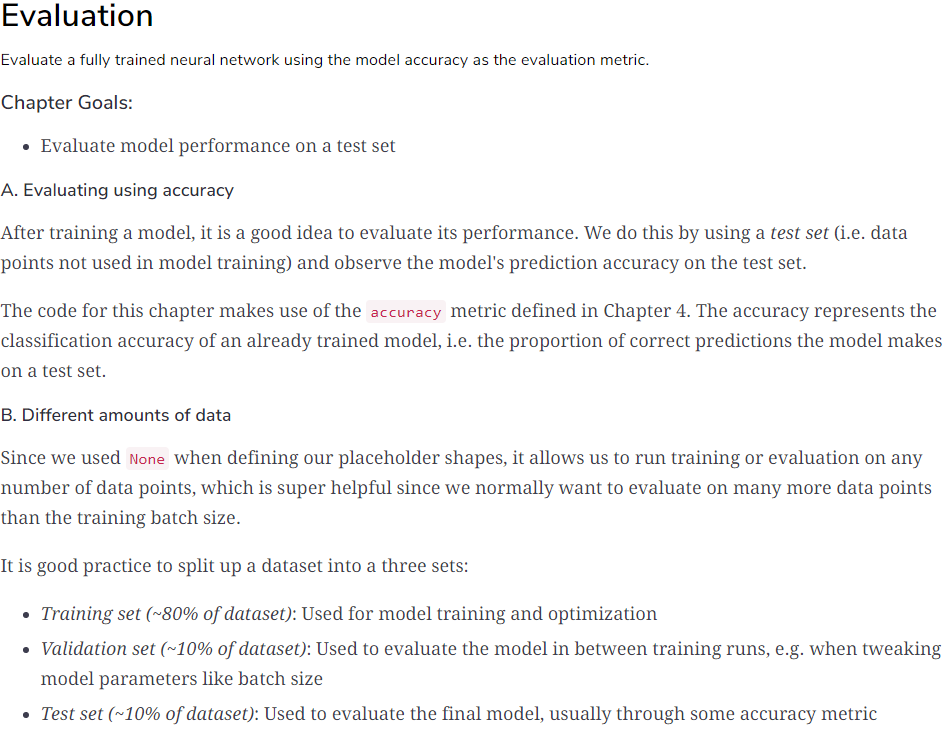 Evaluation
Evaluate a fully trained neural network using the model accuracy as the evaluation metric.
Chapter Goals:
• Evaluate model performance on a test set
A. Evaluating using accuracy
After training a model, it is a good idea to evaluate its performance. We do this by using a test set (i.e. data
points not used in model training) and observe the model's prediction accuracy on the test set.
The code for this chapter makes use of the accuracy metric defined in Chapter 4. The accuracy represents the
classification accuracy of an already trained model, i.e. the proportion of correct predictions the model makes
on a test set.
B. Different amounts of data
Since we used None when defining our placeholder shapes, it allows us to run training or evaluation on any
number of data points, which is super helpful since we normally want to evaluate on many more data points
than the training batch size.
It is good practice to split up a dataset into a three sets:
• Training set (~80% of dataset): Used for model training and optimization
• Validation set (~10% of dataset): Used to evaluate the model in between training runs, e.g. when tweaking
model parameters like batch size
• Test set (~10% of dataset): Used to evaluate the final model, usually through some accuracy metric